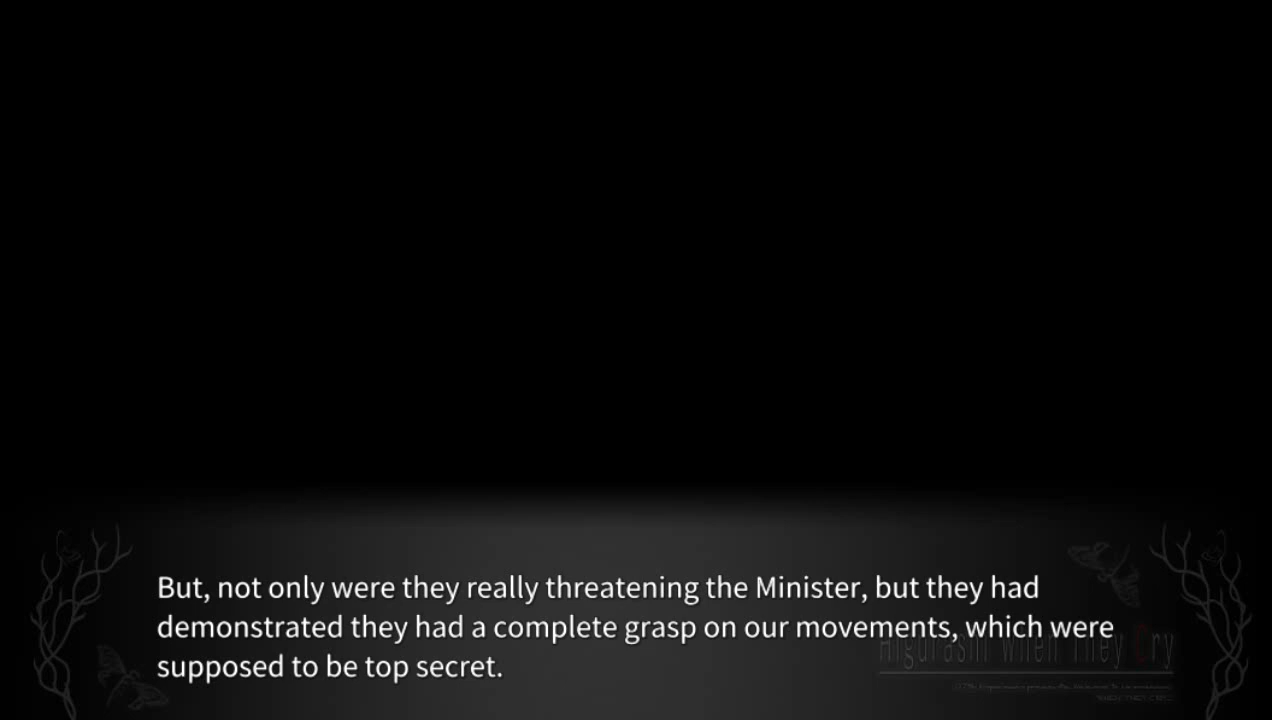 But, not only were they really threatening the Minister, but they had
demonstrated they had a complete grasp on our movements, which were
supposed to be top secret.
Higurashi When They Cry